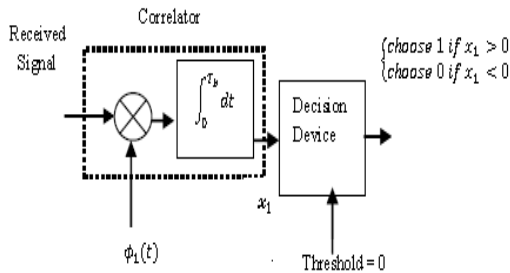 Correlator
Received
Signal
{choose 1 if x₁ > 0
{choose 0 if x₁ < 0
∫₀^{T_b} dt
Decision
Device
x₁
ϕ₁(t)
Threshold = 0